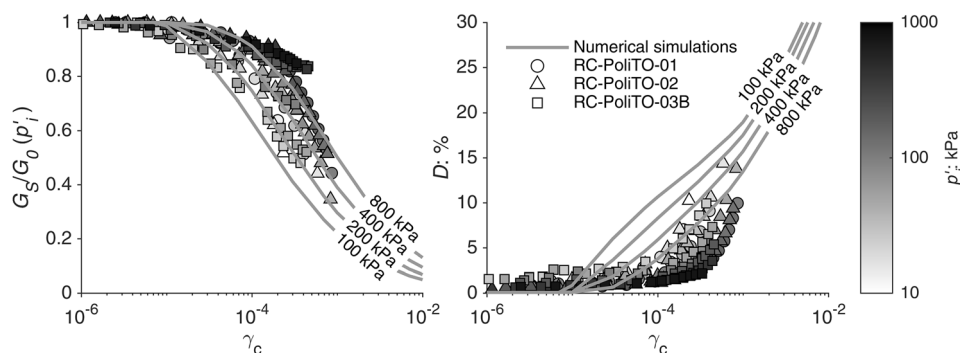 1
0.8
0.6
0.4
0.2
0
G_S/G_0 (p'_i)
10^-6
10^-4
10^-2
γ_c
800 kPa
400 kPa
200 kPa
100 kPa
30
25
20
15
10
5
0
D: %
Numerical simulations
RC-PoliTO-01
RC-PoliTO-02
RC-PoliTO-03B
100 kPa
200 kPa
400 kPa
800 kPa
10^-6
10^-4
10^-2
γ_c
1000
100
10
p'_i: kPa